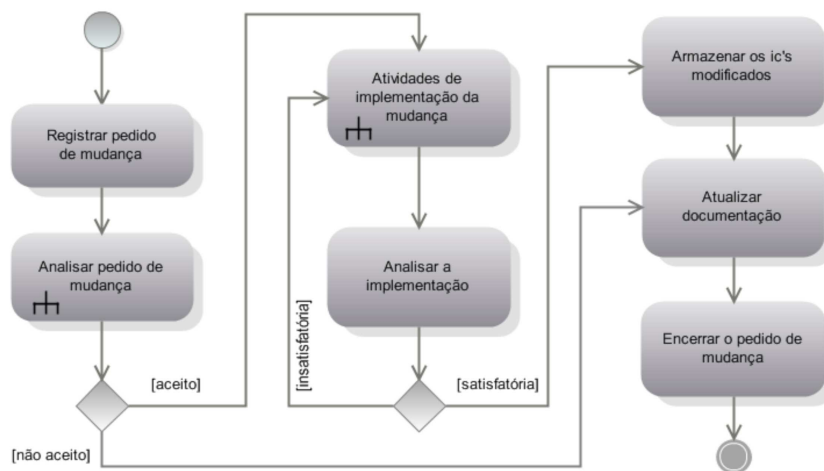 Registrar pedido
de mudança
Analisar pedido de
mudança
[aceito]
[não aceito]
Atividades de
implementação da
mudança
Analisar a
implementação
[insatisfatória]
[satisfatória]
Armazenar os ic's
modificados
Atualizar
documentação
Encerrar o pedido de
mudança